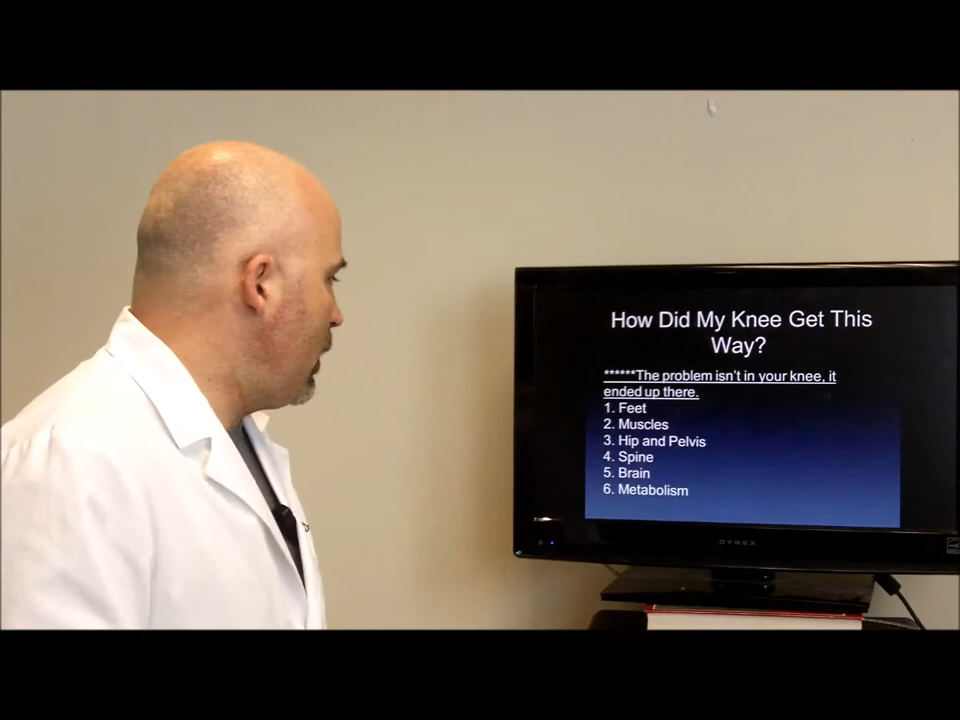 How Did My Knee Get This
Way?
******The problem isn't in your knee, it
ended up there.
1. Feet
2. Muscles
3. Hip and Pelvis
4. Spine
5. Brain
6. Metabolism
DYNEX